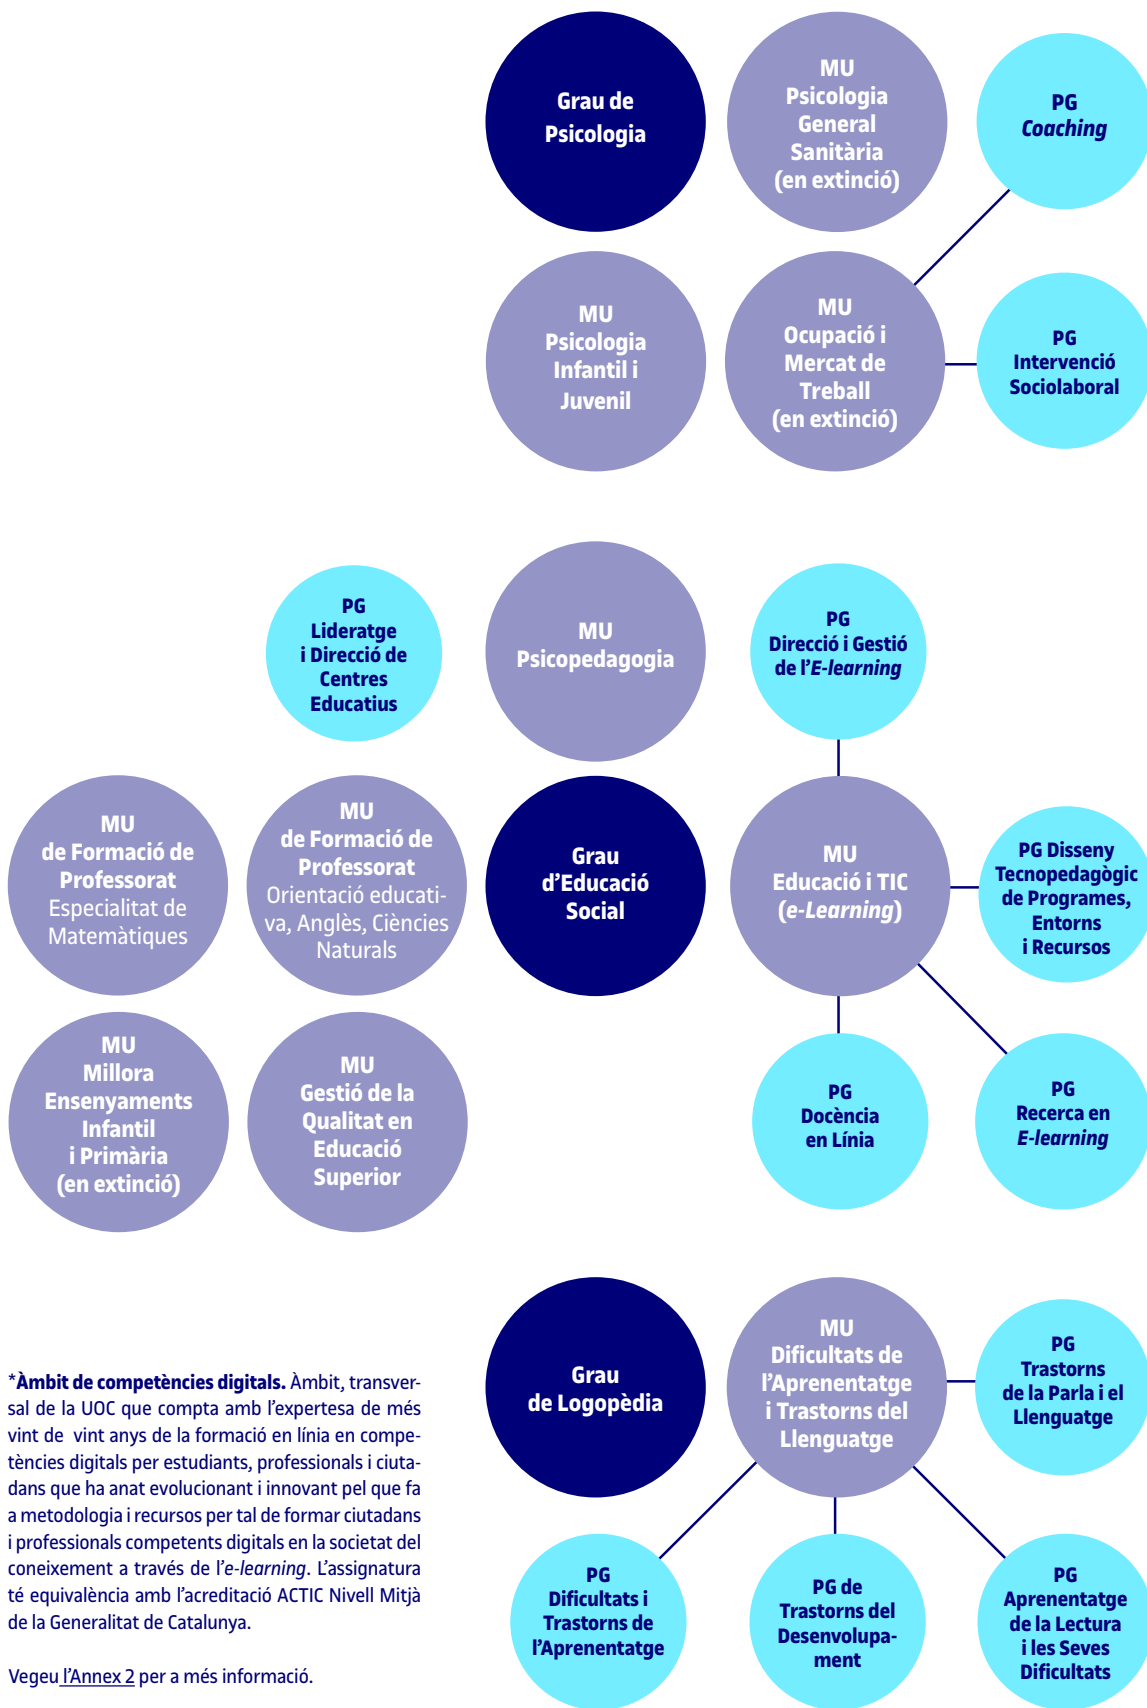 Grau de
Psicologia
MU
Psicologia
General
Sanitària
(en extinció)
PG
Coaching
MU
Psicologia
Infantil i
Juvenil
MU
Ocupació i
Mercat de
Treball
(en extinció)
PG
Intervenció
Sociolaboral
PG
Lideratge
i Direcció de
Centres
Educatius
MU
Psicopedagogia
PG
Direcció i Gestió
de l'E-learning
MU
de Formació de
Professorat
Especialitat de
Matemàtiques
MU
de Formació de
Professorat
Orientació educati-
va, Anglès, Ciències
Naturals
Grau
d'Educació
Social
MU
Educació i TIC
(e-Learning)
PG Disseny
Tecnopedagògic
de Programes,
Entorns
i Recursos
MU
Millora
Ensenyaments
Infantil
i Primària
(en extinció)
MU
Gestió de la
Qualitat en
Educació
Superior
PG
Docència
en Línia
PG
Recerca en
E-learning
Grau
de Logopèdia
MU
Dificultats de
l'Aprenentatge
i Trastorns del
Llenguatge
PG
Trastorns
de la Parla i el
Llenguatge
PG
Dificultats i
Trastorns de
l'Aprenentatge
PG de
Trastorns del
Desenvolupa-
ment
PG
Aprenentatge
de la Lectura
i les Seves
Dificultats
*Àmbit de competències digitals. Àmbit, transver-
sal de la UOC que compta amb l'expertesa de més
vint de vint anys de la formació en línia en compe-
tències digitals per estudiants, professionals i ciuta-
dans que ha anat evolucionant i innovant pel que fa
a metodologia i recursos per tal de formar ciutadans
i professionals competents digitals en la societat del
coneixement a través de l'e-learning. L'assignatura
té equivalència amb l'acreditació ACTIC Nivell Mitjà
de la Generalitat de Catalunya.
Vegeu l'Annex 2 per a més informació.